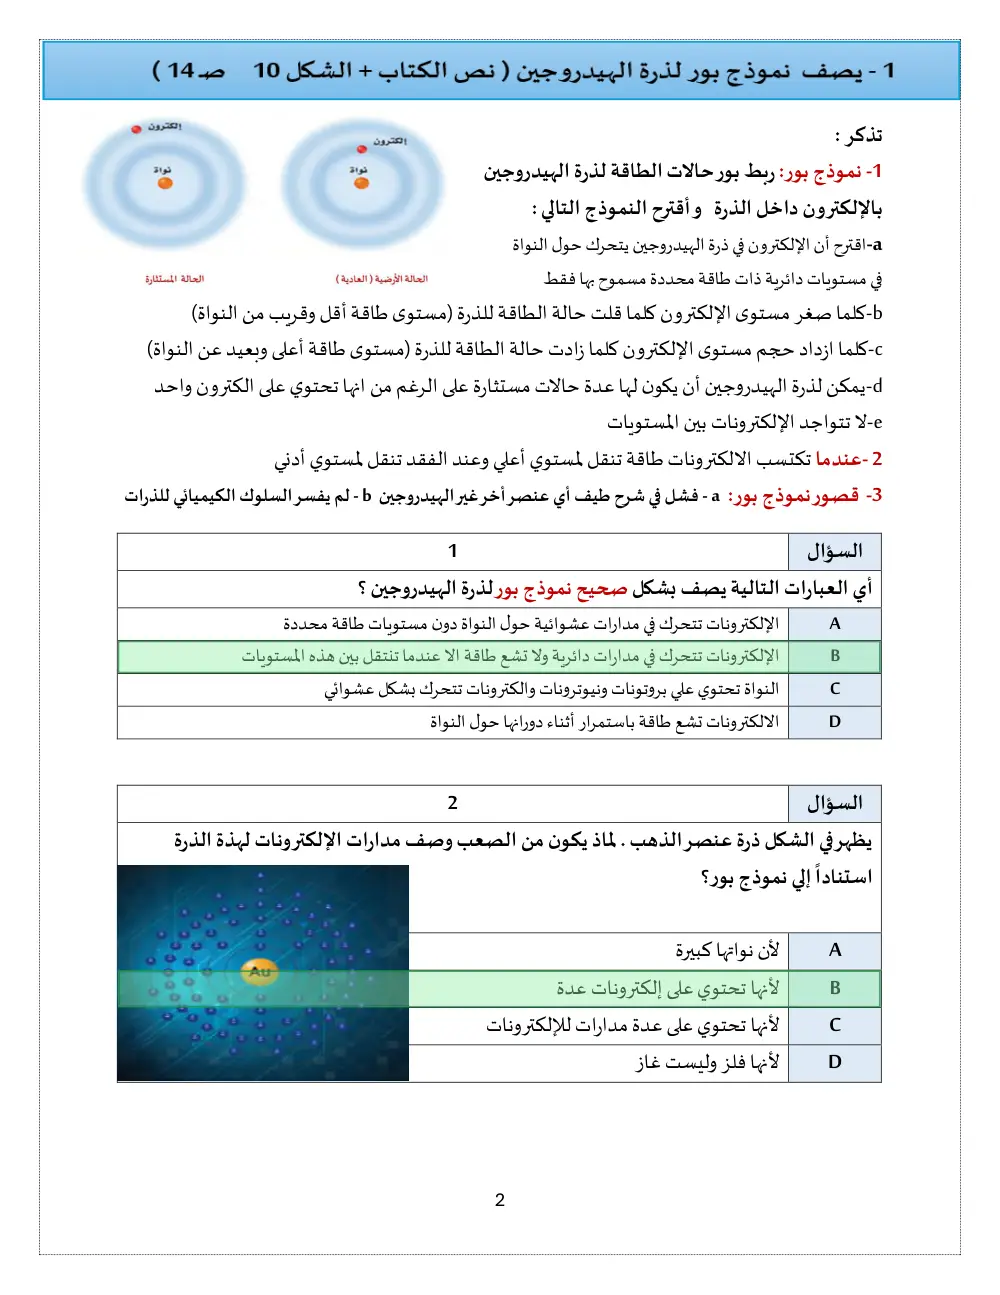 1 - يصف نموذج بور لذرة الهيدروجين ( نص الكتاب + الشكل 10 صـ 14 )
تذكر :
1- نموذج بور: ربط بور حالات الطاقة لذرة الهيدروجين
بالإلكترون داخل الذرة وأقترح النموذج التالي :
a-اقترح أن الإلكترون في ذرة الهيدروجين يتحرك حول النواة
في مستويات دائرية ذات طاقة محددة مسموح بها فقط
إلكترون
نواة
الحالة الأرضية ( العادية )
إلكترون
نواة
الحالة المستثارة
b-كلما صغر مستوى الإلكترون كلما قلت حالة الطاقة للذرة (مستوى طاقة أقل وقريب من النواة)
c-كلما ازداد حجم مستوى الإلكترون كلما زادت حالة الطاقة للذرة (مستوى طاقة أعلى وبعيد عن النواة)
d-يمكن لذرة الهيدروجين أن يكون لها عدة حالات مستثارة على الرغم من انها تحتوي على الكترون واحد
e-لا تتواجد الإلكترونات بين المستويات
2 -عندما تكتسب الالكترونات طاقة تنقل لمستوي أعلي وعند الفقد تنقل لمستوي أدني
3- قصور نموذج بور: a - فشل في شرح طيف أي عنصر أخر غير الهيدروجين b - لم يفسر السلوك الكيميائي للذرات
السؤال 1
أي العبارات التالية يصف بشكل صحيح نموذج بور لذرة الهيدروجين ؟
A الإلكترونات تتحرك في مدارات عشوائية حول النواة دون مستويات طاقة محددة
B الإلكترونات تتحرك في مدارات دائرية ولا تشع طاقة الا عندما تنتقل بين هذه المستويات
C النواة تحتوي علي بروتونات ونيوترونات والكترونات تتحرك بشكل عشوائي
D الالكترونات تشع طاقة باستمرار أثناء دورانها حول النواة
السؤال 2
يظهر في الشكل ذرة عنصر الذهب . لماذ يكون من الصعب وصف مدارات الإلكترونات لهذة الذرة
استناداً إلي نموذج بور؟
Au
A لأن نواتها كبيرة
B لأنها تحتوي على إلكترونات عدة
C لأنها تحتوي على عدة مدارات للإلكترونات
D لأنها فلز وليست غاز
2